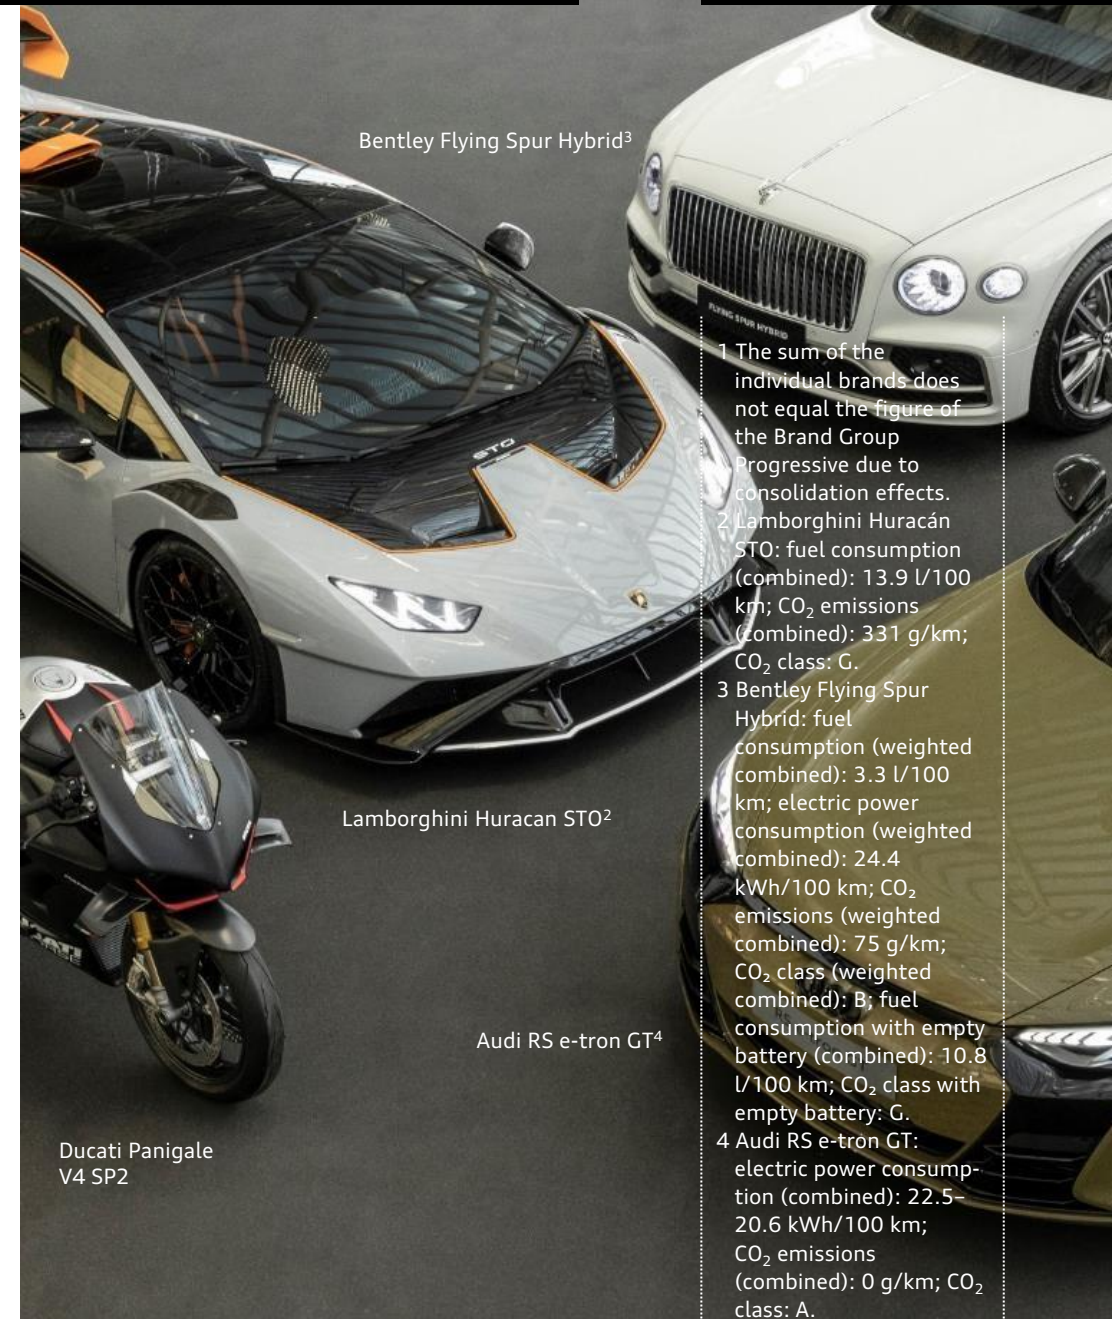 Bentley Flying Spur Hybrid³
FLYING SPUR HYBRID
STO
1 The sum of the
individual brands does
not equal the figure of
the Brand Group
Progressive due to
consolidation effects.
2 Lamborghini Huracán
STO: fuel consumption
(combined): 13.9 l/100
km; CO₂ emissions
(combined): 331 g/km;
CO₂ class: G.
3 Bentley Flying Spur
Hybrid: fuel
consumption (weighted
combined): 3.3 l/100
km; electric power
consumption (weighted
combined): 24.4
kWh/100 km; CO₂
emissions (weighted
combined): 75 g/km;
CO₂ class (weighted
combined): B; fuel
consumption with empty
battery (combined): 10.8
l/100 km; CO₂ class with
empty battery: G.
4 Audi RS e-tron GT:
electric power consump-
tion (combined): 22.5–
20.6 kWh/100 km;
CO₂ emissions
(combined): 0 g/km; CO₂
class: A.
Lamborghini Huracan STO²
Audi RS e-tron GT⁴
Ducati Panigale
V4 SP2